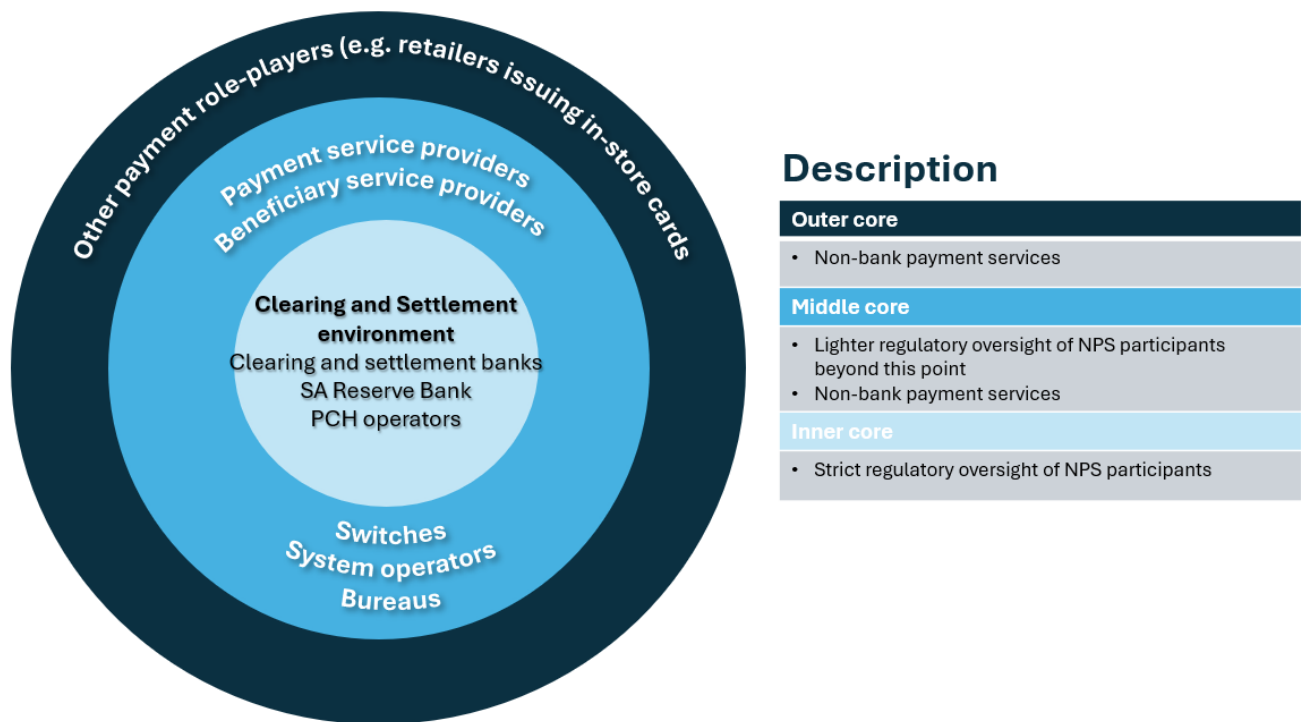 Other payment role-players (e.g. retailers issuing in-store cards
Payment service providers
Beneficiary service providers
Clearing and Settlement
environment
Clearing and settlement banks
SA Reserve Bank
PCH operators
Switches
System operators
Bureaus
Description
Outer core
• Non-bank payment services
Middle core
• Lighter regulatory oversight of NPS participants
beyond this point
• Non-bank payment services
Inner core
• Strict regulatory oversight of NPS participants